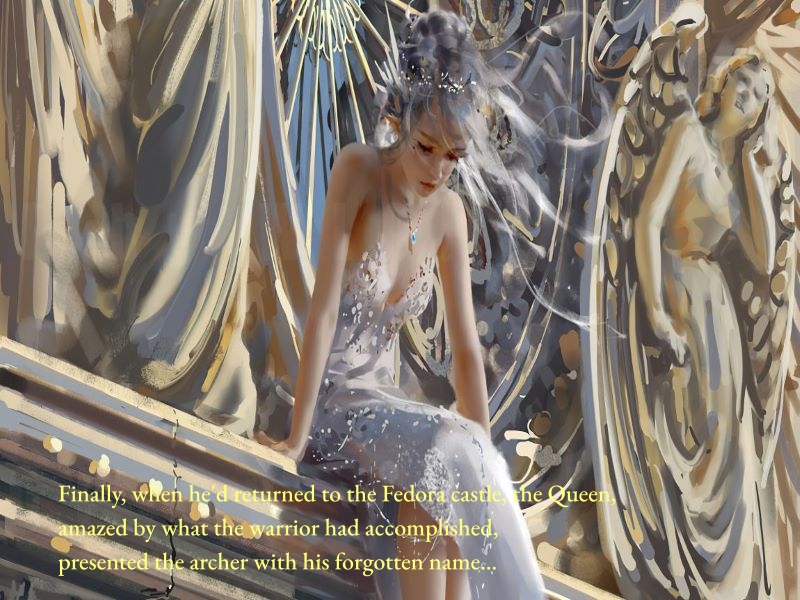 Finally, when he'd returned to the Fedora castle, the Queen,
amazed by what the warrior had accomplished,
presented the archer with his forgotten name...